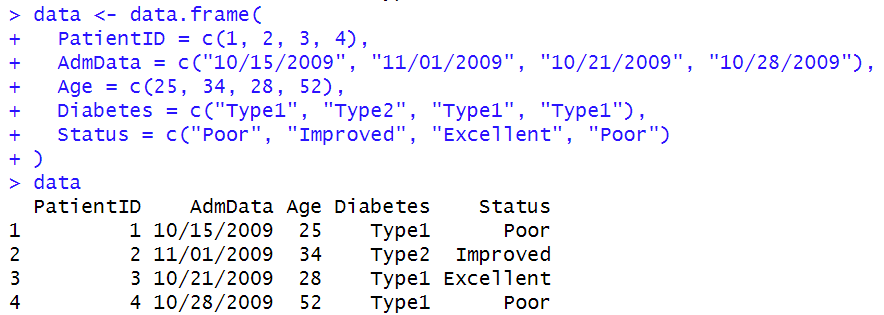 > data <- data.frame(
+   PatientID = c(1, 2, 3, 4),
+   AdmData = c("10/15/2009", "11/01/2009", "10/21/2009", "10/28/2009"),
+   Age = c(25, 34, 28, 52),
+   Diabetes = c("Type1", "Type2", "Type1", "Type1"),
+   Status = c("Poor", "Improved", "Excellent", "Poor")
+ )
> data
  PatientID    AdmData Age Diabetes    Status
1         1 10/15/2009  25    Type1      Poor
2         2 11/01/2009  34    Type2  Improved
3         3 10/21/2009  28    Type1 Excellent
4         4 10/28/2009  52    Type1      Poor